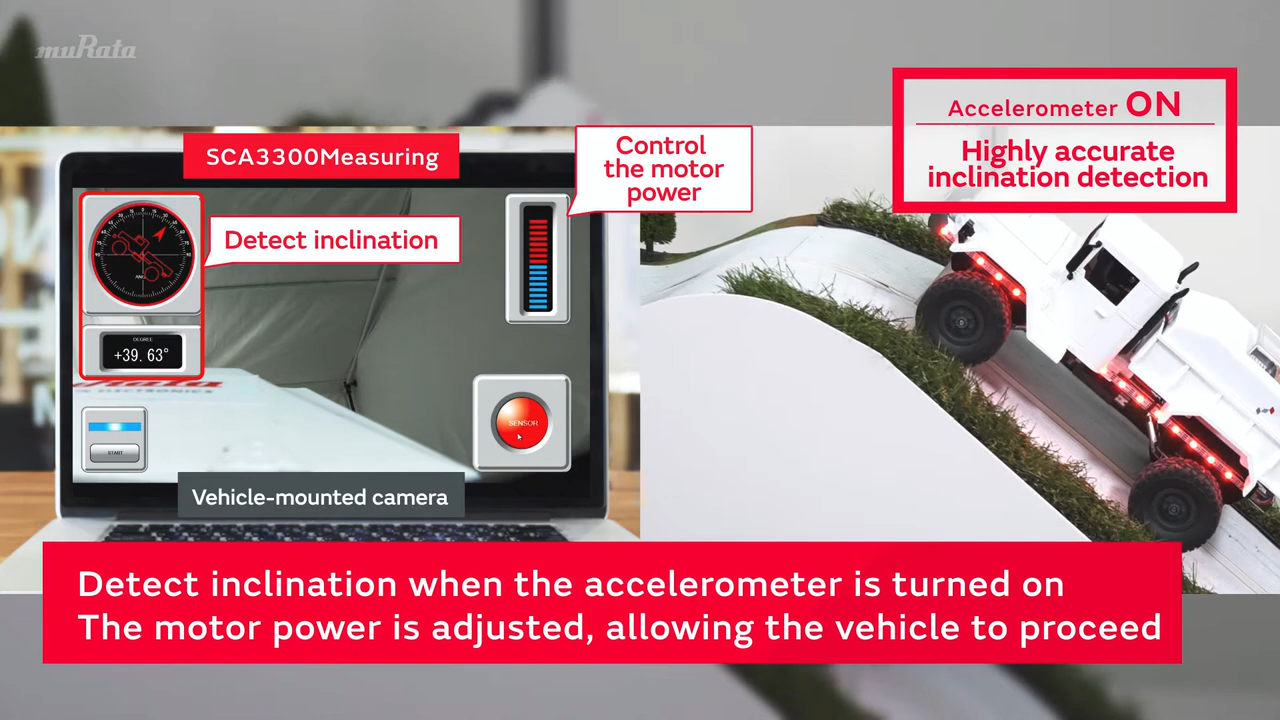 muRata
Accelerometer ON
Highly accurate
inclination detection
SCA3300Measuring
Control
the motor
power
Detect inclination
DEGREE
+39.63°
ELECTRONICS
START
SENSOR
Vehicle-mounted camera
Detect inclination when the accelerometer is turned on
The motor power is adjusted, allowing the vehicle to proceed